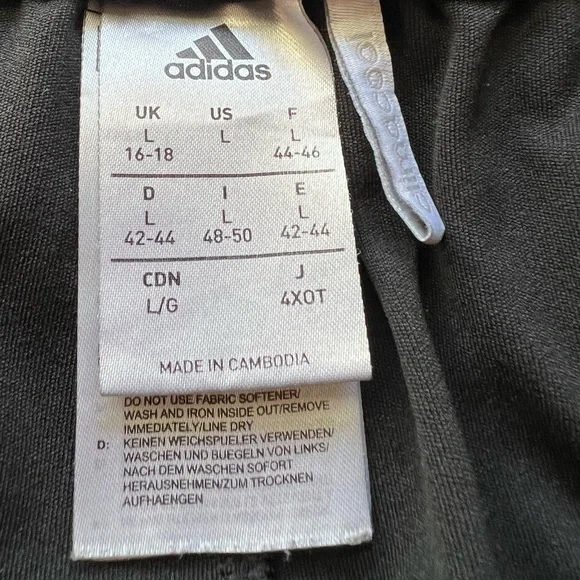 adidas
UK US F
L L L
16-18 44-46
D I E
L L L
42-44 48-50 42-44
CDN J
L/G 4XOT
MADE IN CAMBODIA
DO NOT USE FABRIC SOFTENER/
WASH AND IRON INSIDE OUT/REMOVE
IMMEDIATELY/LINE DRY
D: KEINEN WEICHSPUELER VERWENDEN/
WASCHEN UND BUEGELN VON LINKS/
NACH DEM WASCHEN SOFORT
HERAUSNEHMEN/ZUM TROCKNEN
AUFHAENGEN
climacool